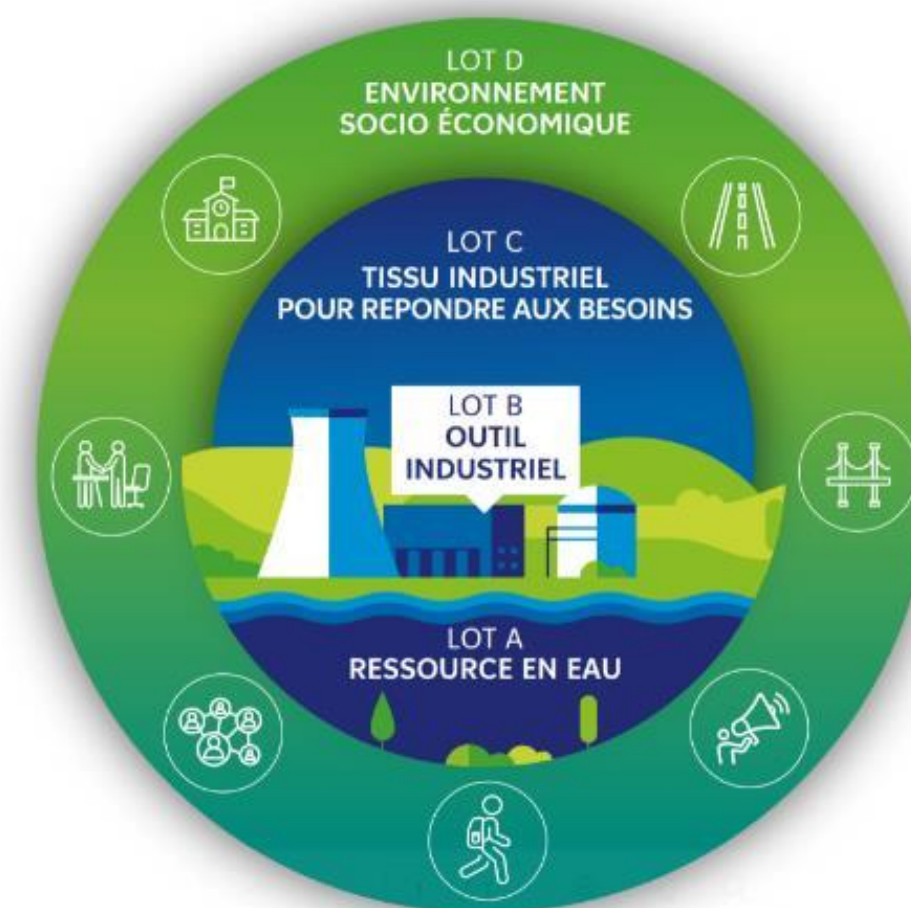 LOT D
ENVIRONNEMENT
SOCIO ÉCONOMIQUE
LOT C
TISSU INDUSTRIEL
POUR REPONDRE AUX BESOINS
LOT B
OUTIL
INDUSTRIEL
LOT A
RESSOURCE EN EAU